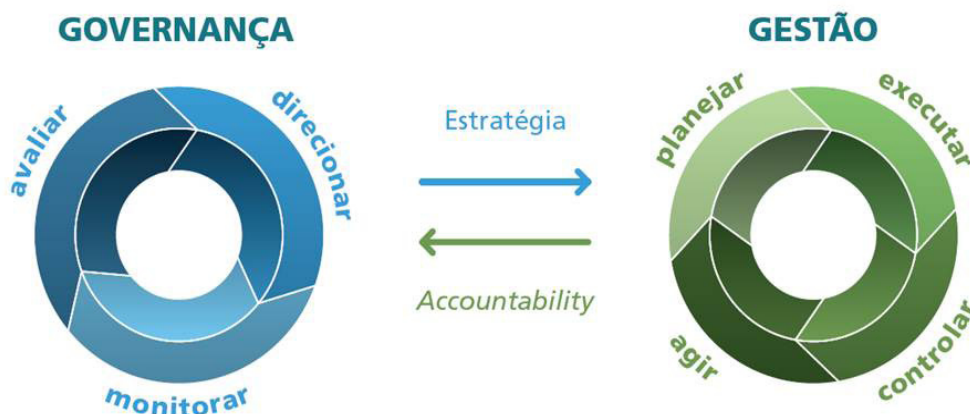 GOVERNANÇA
avaliar
direcionar
monitorar
Estratégia
Accountability
GESTÃO
planejar
executar
controlar
agir